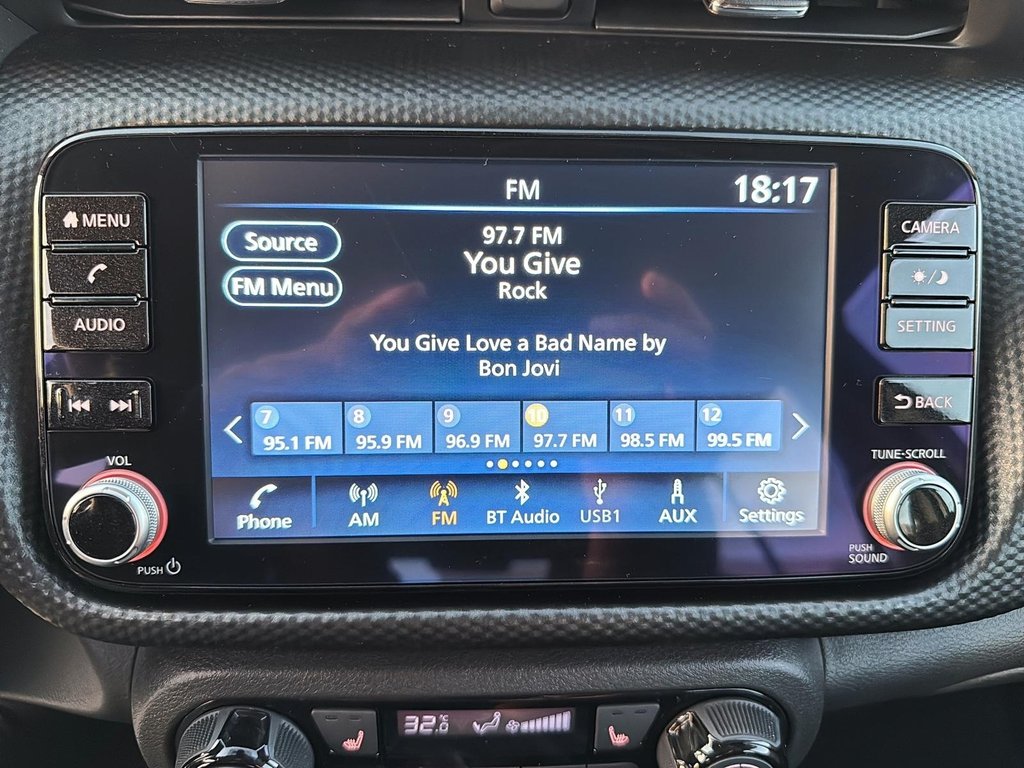 FM
18:17
MENU
AUDIO
VOL
PUSH
Source
FM Menu
97.7 FM
You Give
Rock
You Give Love a Bad Name by
Bon Jovi
7
95.1 FM
8
95.9 FM
9
96.9 FM
10
97.7 FM
11
98.5 FM
12
99.5 FM
Phone
AM
FM
BT Audio
USB1
AUX
Settings
CAMERA
SETTING
BACK
TUNE-SCROLL
PUSH
SOUND
32.0°C